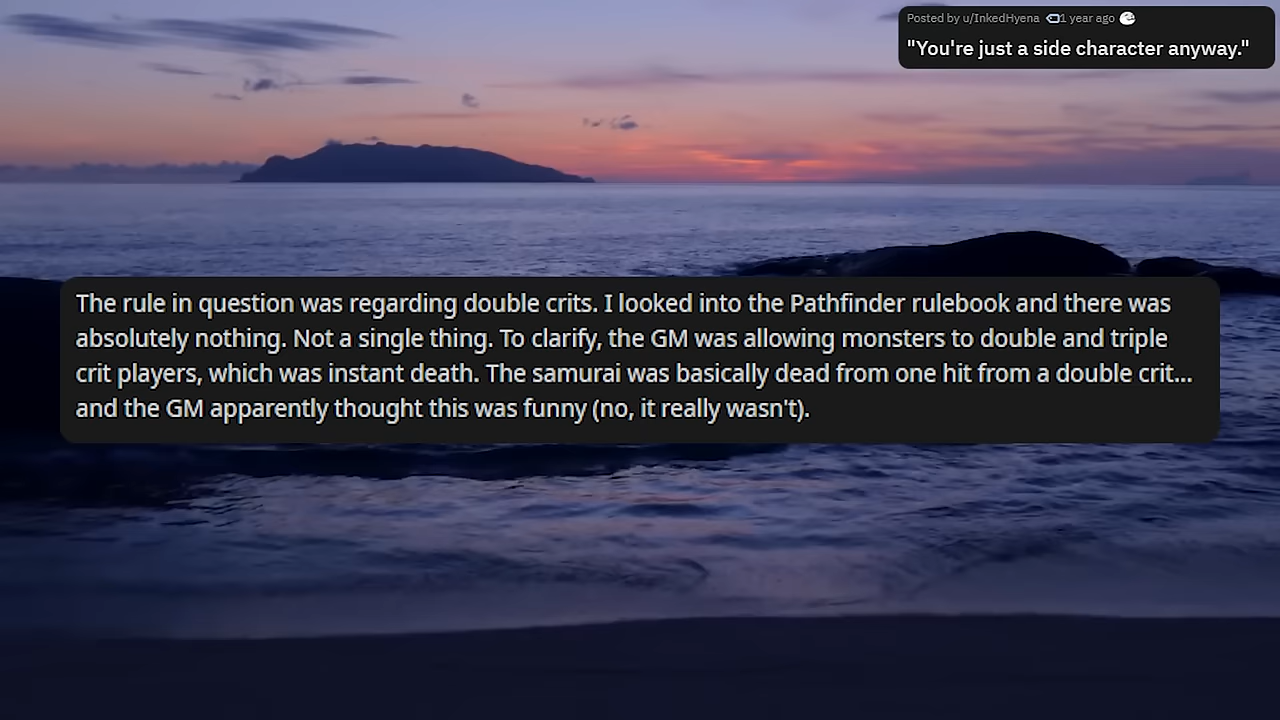 Posted by u/InkedHyena 1 year ago
"You're just a side character anyway."
The rule in question was regarding double crits. I looked into the Pathfinder rulebook and there was
absolutely nothing. Not a single thing. To clarify, the GM was allowing monsters to double and triple
crit players, which was instant death. The samurai was basically dead from one hit from a double crit...
and the GM apparently thought this was funny (no, it really wasn't).